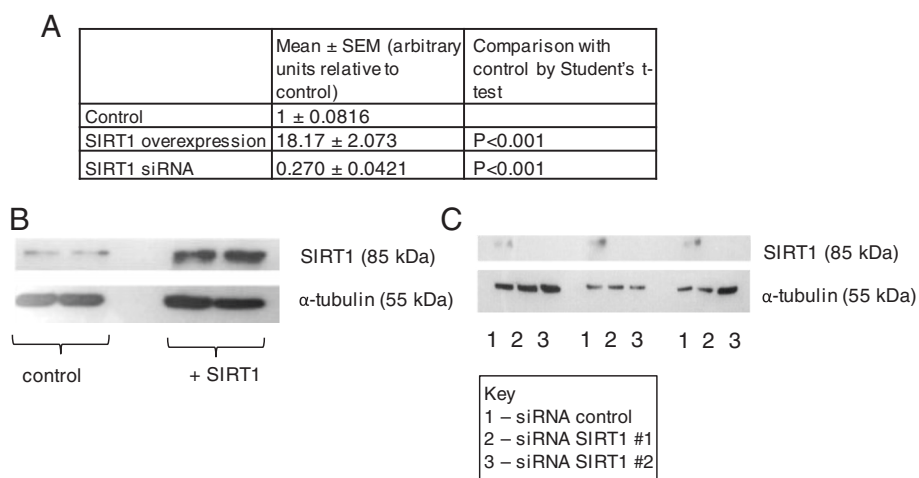 A
Mean ± SEM (arbitrary
units relative to
control)
Comparison with
control by Student's t-
test
Control
1 ± 0.0816
SIRT1 overexpression
18.17 ± 2.073
P<0.001
SIRT1 siRNA
0.270 ± 0.0421
P<0.001
B
SIRT1 (85 kDa)
α-tubulin (55 kDa)
control
+ SIRT1
C
SIRT1 (85 kDa)
α-tubulin (55 kDa)
1 2 3 1 2 3 1 2 3
Key
1 – siRNA control
2 – siRNA SIRT1 #1
3 – siRNA SIRT1 #2